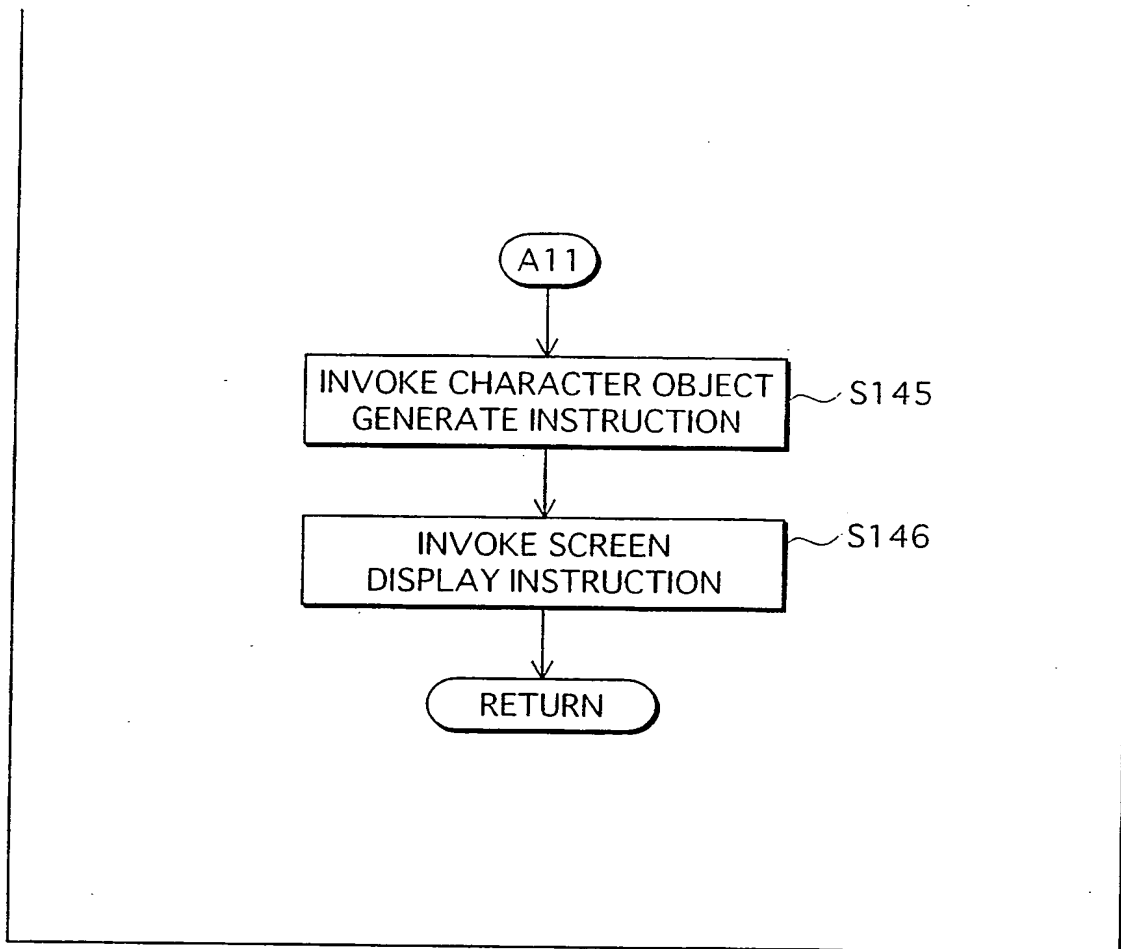 A11
INVOKE CHARACTER OBJECT
GENERATE INSTRUCTION
S145
INVOKE SCREEN
DISPLAY INSTRUCTION
S146
RETURN